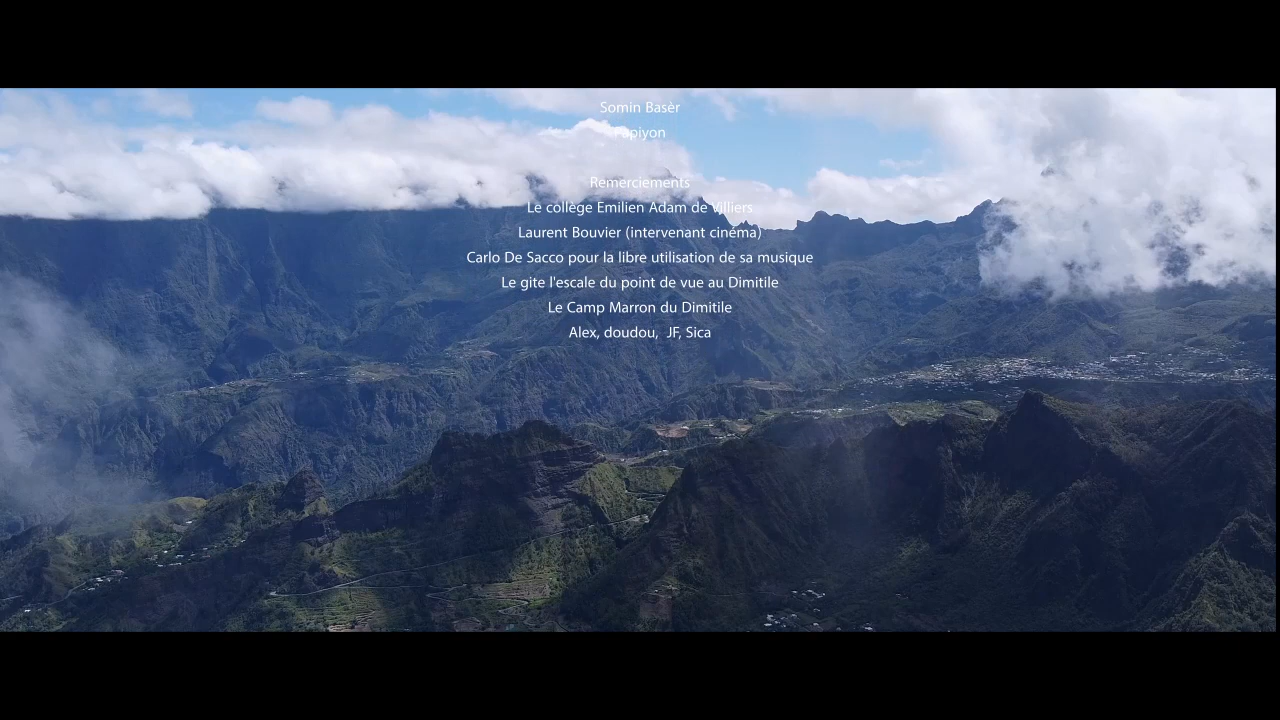 Somin Basèr
Papiyon
Remerciements
Le collège Emilien Adam de Villiers
Laurent Bouvier (intervenant cinéma)
Carlo De Sacco pour la libre utilisation de sa musique
Le gite l'escale du point de vue au Dimitile
Le Camp Marron du Dimitile
Alex, doudou,  JF, Sica